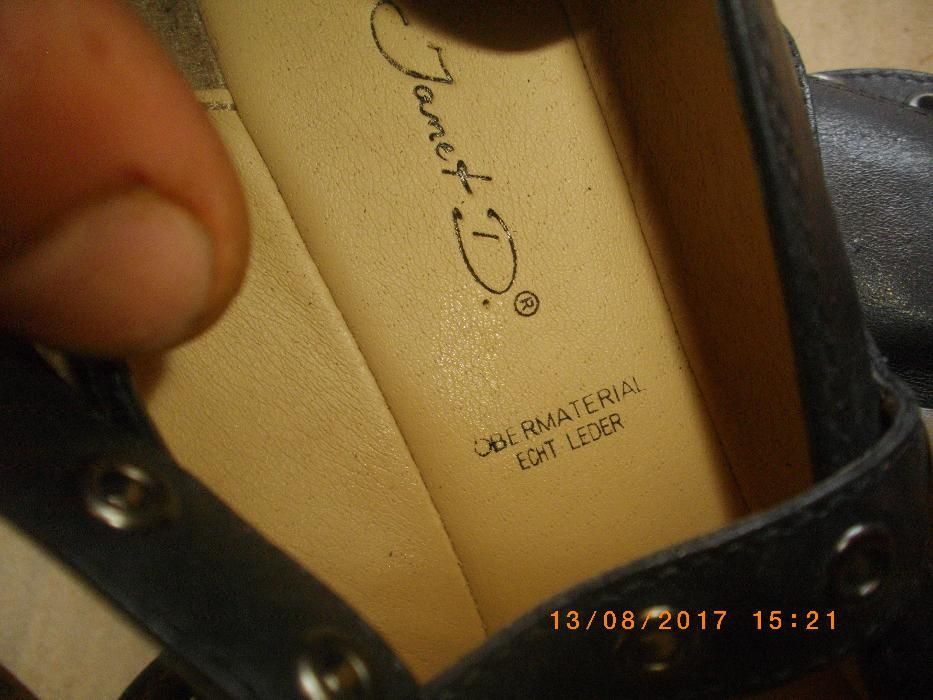 Janet D.®
OBERMATERIAL
ECHT LEDER
13/08/2017 15:21